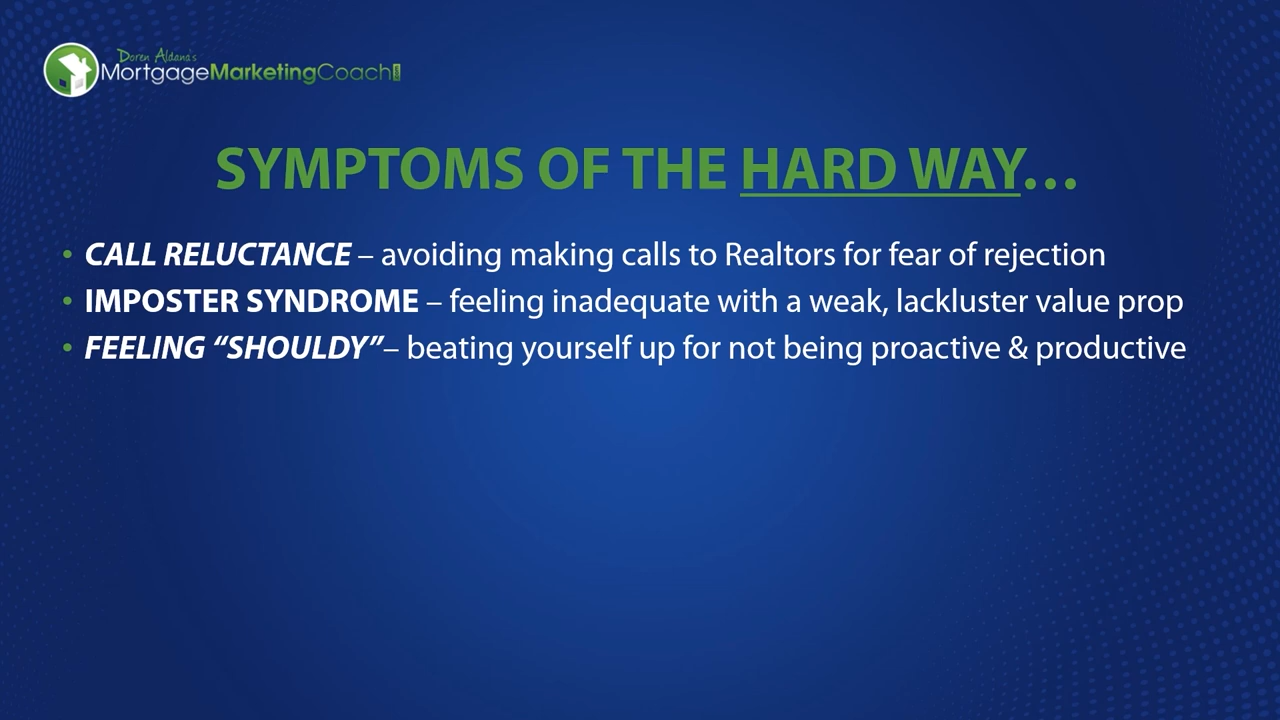 Doren Aldana's
MortgageMarketingCoach
SYMPTOMS OF THE HARD WAY…
• CALL RELUCTANCE – avoiding making calls to Realtors for fear of rejection
• IMPOSTER SYNDROME – feeling inadequate with a weak, lackluster value prop
• FEELING “SHOULDY”– beating yourself up for not being proactive & productive